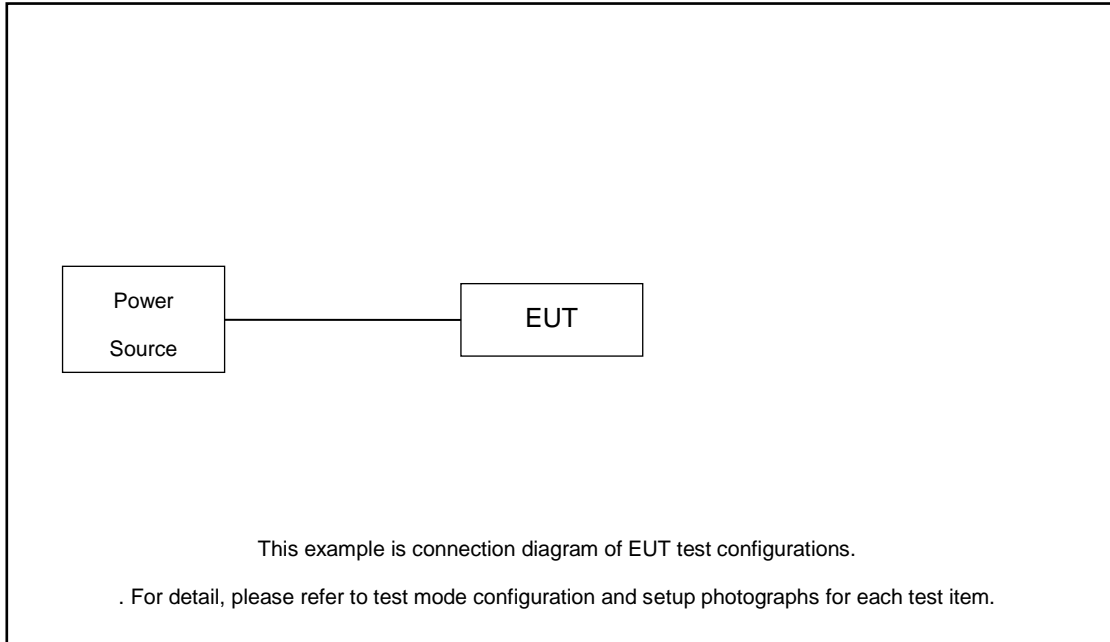 Power
Source
EUT
This example is connection diagram of EUT test configurations.
. For detail, please refer to test mode configuration and setup photographs for each test item.